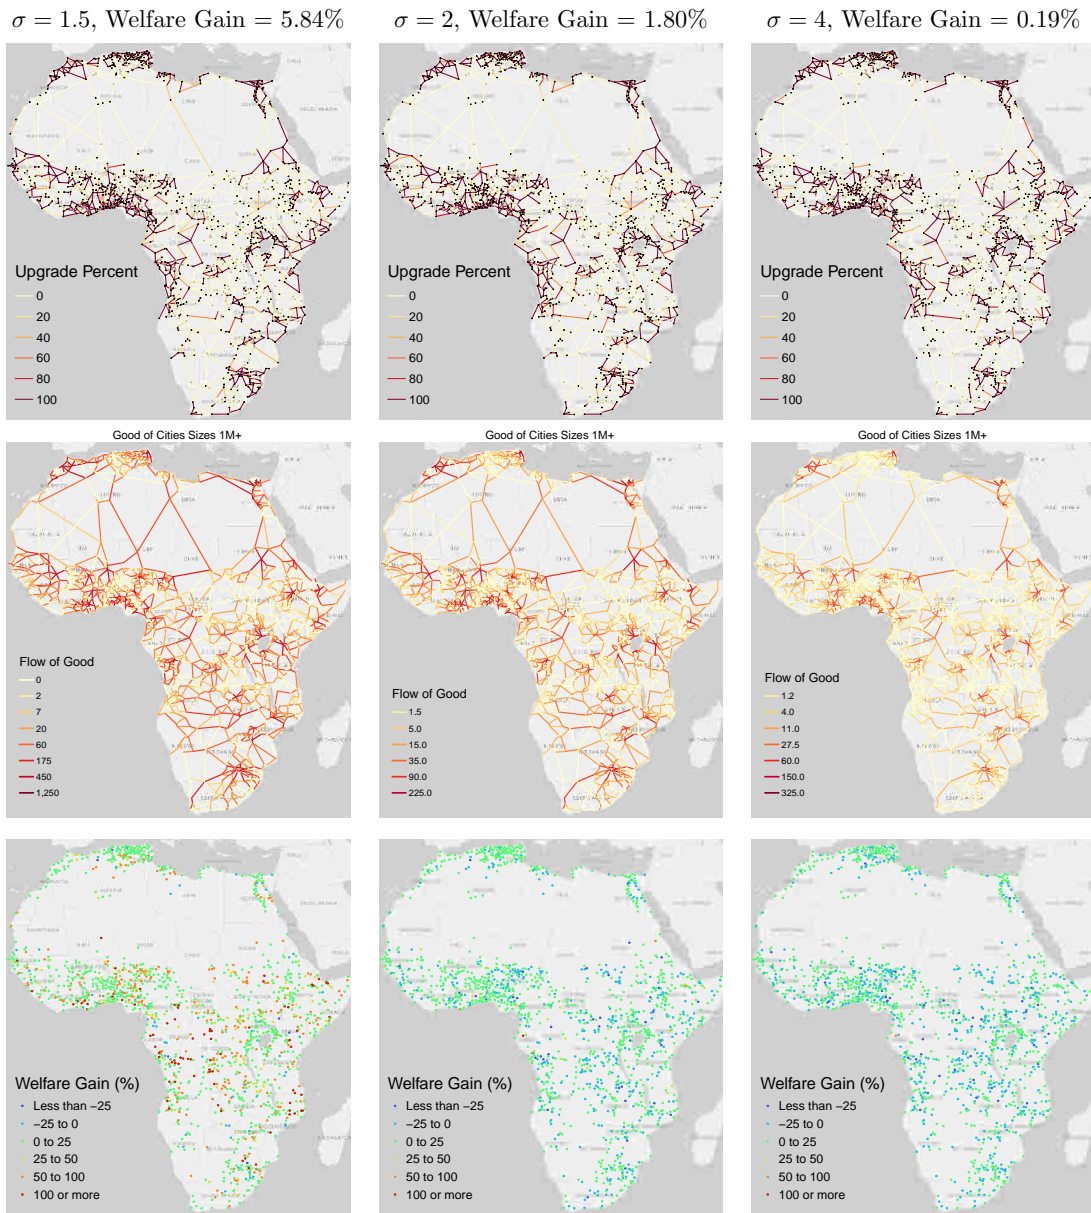 σ = 1.5, Welfare Gain = 5.84%
σ = 2, Welfare Gain = 1.80%
σ = 4, Welfare Gain = 0.19%
Upgrade Percent
0
20
40
60
80
100
Upgrade Percent
0
20
40
60
80
100
Upgrade Percent
0
20
40
60
80
100
Good of Cities Sizes 1M+
Good of Cities Sizes 1M+
Good of Cities Sizes 1M+
Flow of Good
0
2
7
20
60
175
450
1,250
Flow of Good
1.5
5.0
15.0
35.0
90.0
225.0
Flow of Good
1.2
4.0
11.0
27.5
60.0
150.0
325.0
Welfare Gain (%)
Less than −25
−25 to 0
0 to 25
25 to 50
50 to 100
100 or more
Welfare Gain (%)
Less than −25
−25 to 0
0 to 25
25 to 50
50 to 100
100 or more
Welfare Gain (%)
Less than −25
−25 to 0
0 to 25
25 to 50
50 to 100
100 or more